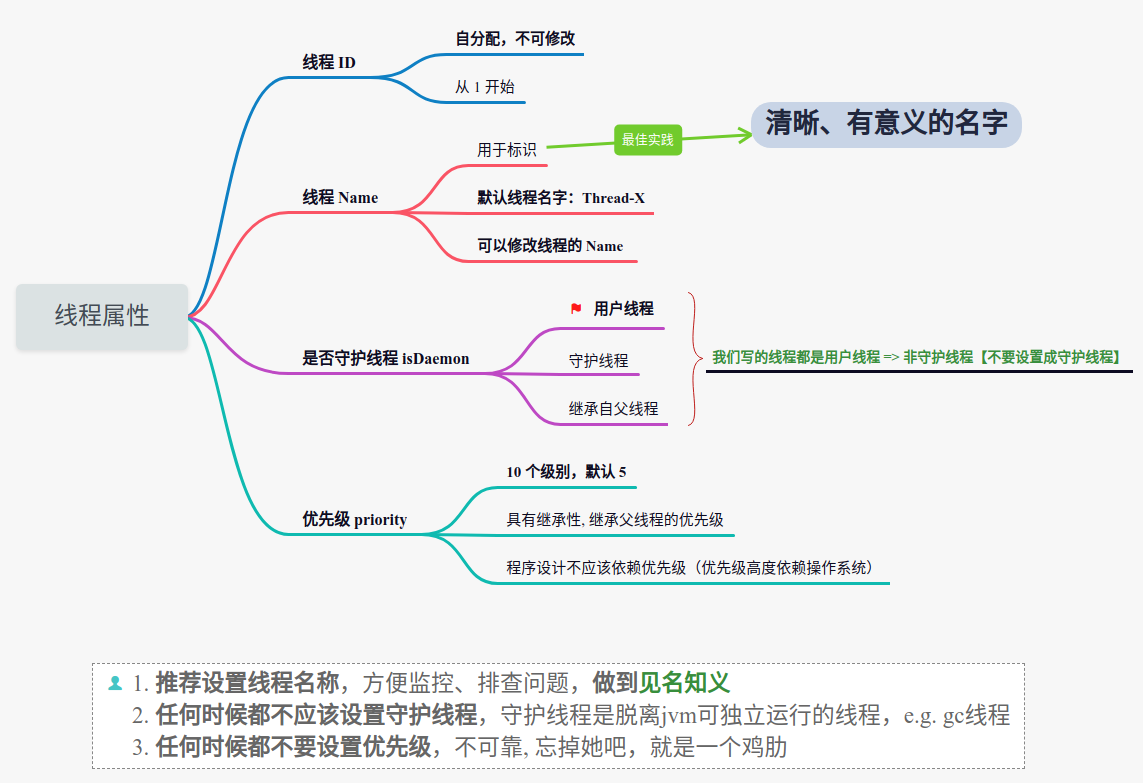 线程属性
线程 ID
自分配，不可修改
从 1 开始
线程 Name
用于标识
最佳实践
清晰、有意义的名字
默认线程名字：Thread-X
可以修改线程的 Name
是否守护线程 isDaemon
用户线程
守护线程
继承自父线程
我们写的线程都是用户线程 => 非守护线程【不要设置成守护线程】
优先级 priority
10 个级别，默认 5
具有继承性, 继承父线程的优先级
程序设计不应该依赖优先级（优先级高度依赖操作系统）
1. 推荐设置线程名称，方便监控、排查问题，做到见名知义
2. 任何时候都不应该设置守护线程，守护线程是脱离jvm可独立运行的线程，e.g. gc线程
3. 任何时候都不要设置优先级，不可靠, 忘掉她吧，就是一个鸡肋